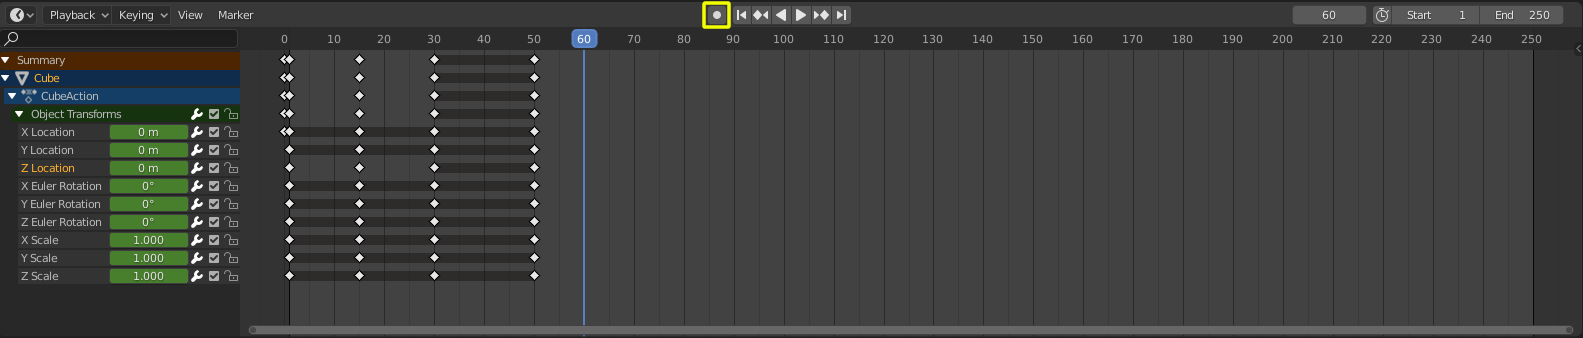 Playback Keying View Marker 60 Start 1 End 250
0 10 20 30 40 50 60 70 80 90 100 110 120 130 140 150 160 170 180 190 200 210 220 230 240 250
Summary
Cube
CubeAction
Object Transforms
X Location 0 m
Y Location 0 m
Z Location 0 m
X Euler Rotation 0°
Y Euler Rotation 0°
Z Euler Rotation 0°
X Scale 1.000
Y Scale 1.000
Z Scale 1.000